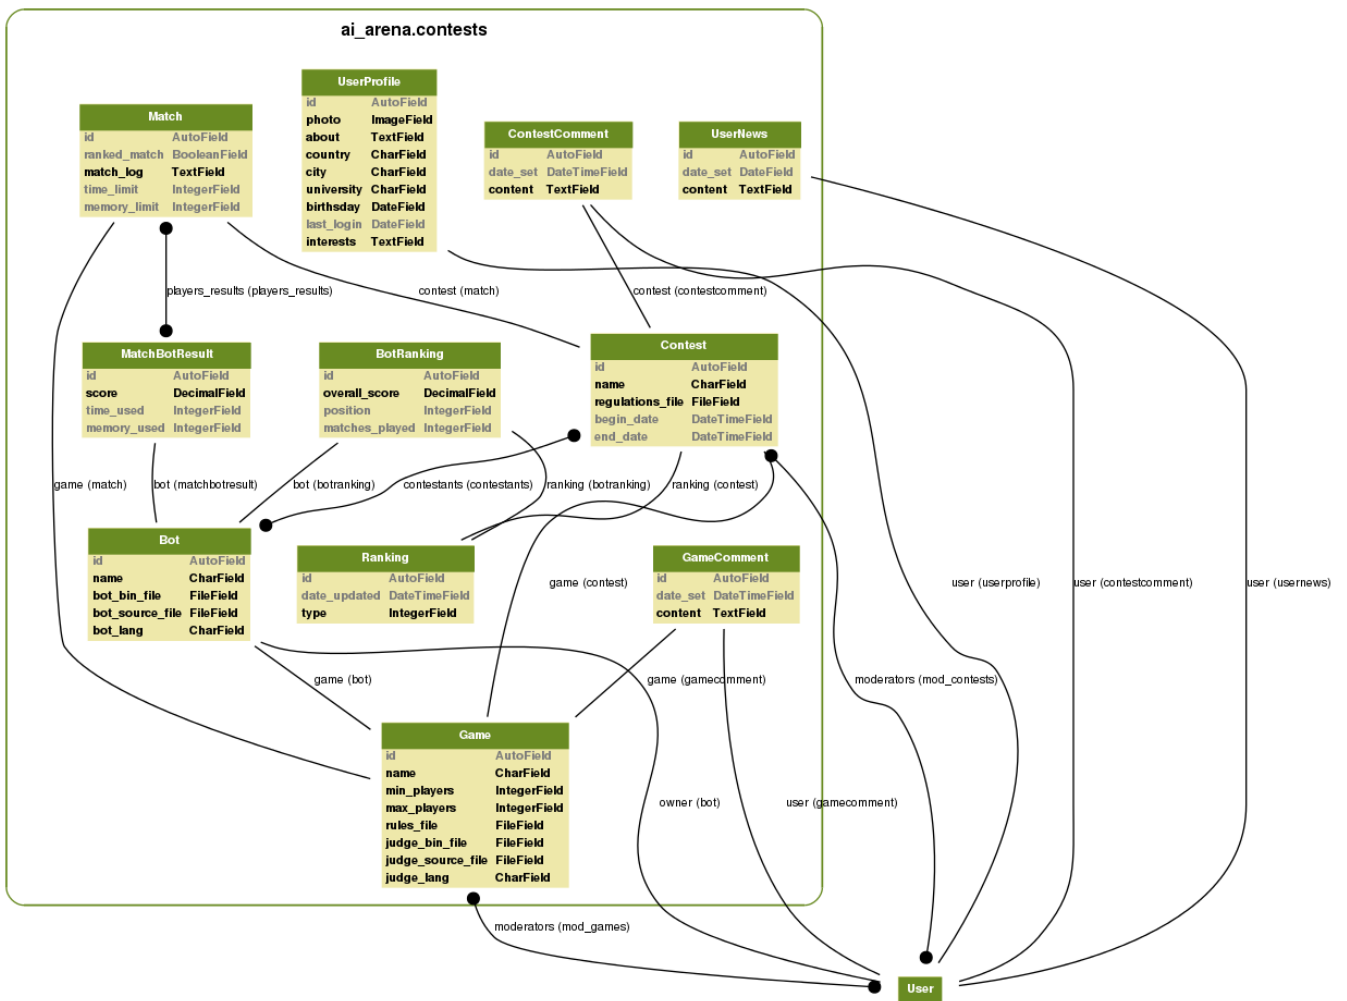 ai_arena.contests
UserProfile
id AutoField
photo ImageField
about TextField
country CharField
city CharField
university CharField
birthsday DateField
last_login DateField
interests TextField
Match
id AutoField
ranked_match BooleanField
match_log TextField
time_limit IntegerField
memory_limit IntegerField
ContestComment
id AutoField
date_set DateTimeField
content TextField
UserNews
id AutoField
date_set DateField
content TextField
players_results (players_results)
contest (match)
contest (contestcomment)
MatchBotResult
id AutoField
score DecimalField
time_used IntegerField
memory_used IntegerField
BotRanking
id AutoField
overall_score DecimalField
position IntegerField
matches_played IntegerField
Contest
id AutoField
name CharField
regulations_file FileField
begin_date DateTimeField
end_date DateTimeField
game (match)
bot (matchbotresult)
bot (botranking)
contestants (contestants)
ranking (botranking)
ranking (contest)
Bot
id AutoField
name CharField
bot_bin_file FileField
bot_source_file FileField
bot_lang CharField
Ranking
id AutoField
date_updated DateTimeField
type IntegerField
game (contest)
GameComment
id AutoField
date_set DateTimeField
content TextField
user (userprofile)
user (contestcomment)
user (usernews)
game (bot)
game (gamecomment)
moderators (mod_contests)
Game
id AutoField
name CharField
min_players IntegerField
max_players IntegerField
rules_file FileField
judge_bin_file FileField
judge_source_file FileField
judge_lang CharField
owner (bot)
user (gamecomment)
moderators (mod_games)
User